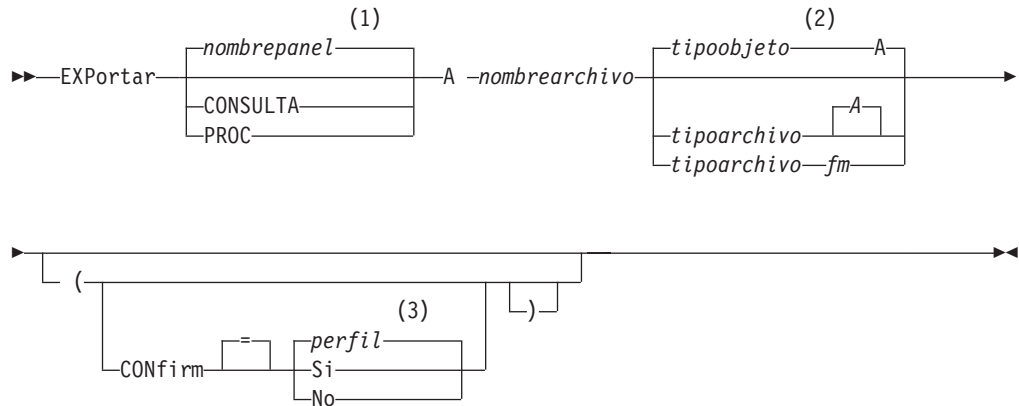 (1) (2)
nombrepanel tipoobjeto A
EXPortar A nombrearchivo
CONSULTA A
PROC tipoarchivo
tipoarchivo fm
(
)
(3)
= perfil
CONfirm Si
No